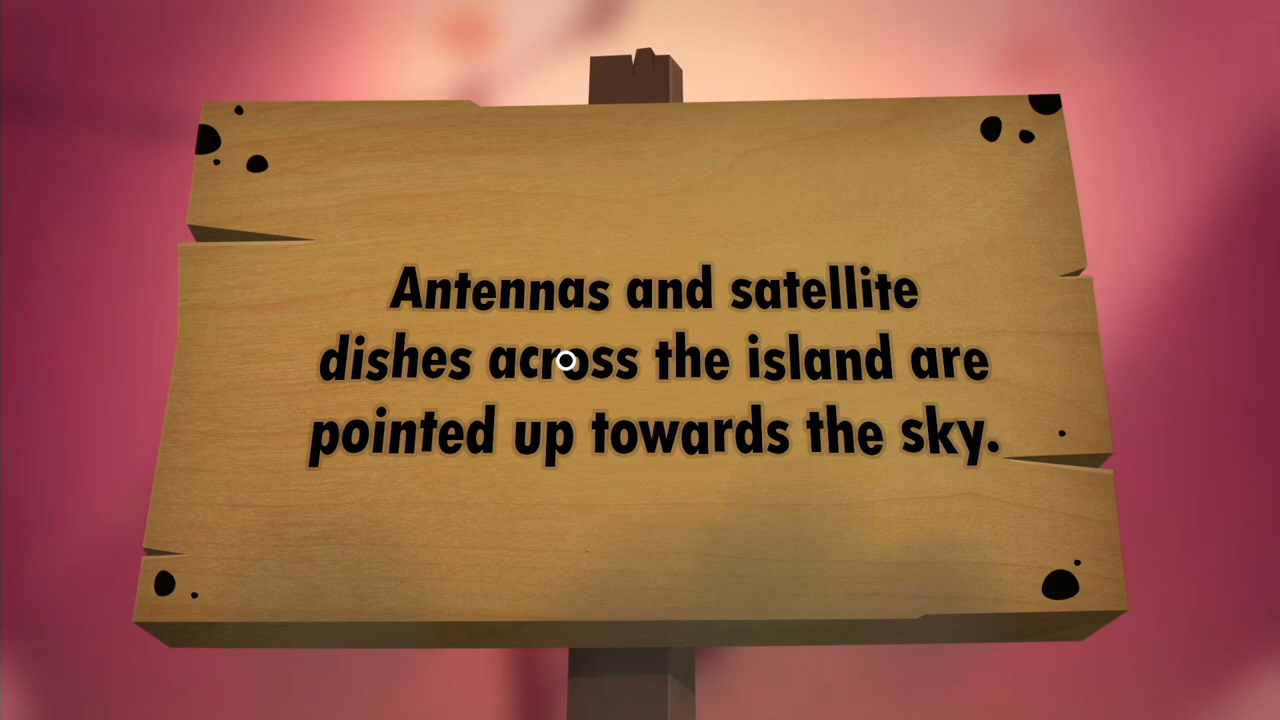 Antennas and satellite
dishes across the island are
pointed up towards the sky.